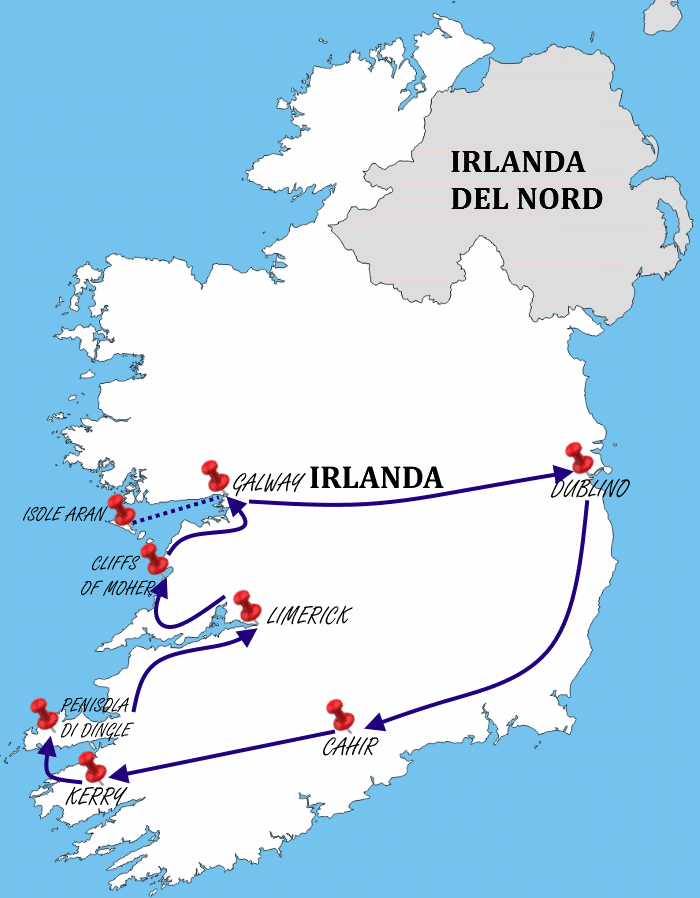 IRLANDA
DEL NORD
GALWAY
IRLANDA
DUBLINO
ISOLE ARAN
CLIFFS
OF MOHER
LIMERICK
PENISOLA
DI DINGLE
CAHIR
KERRY